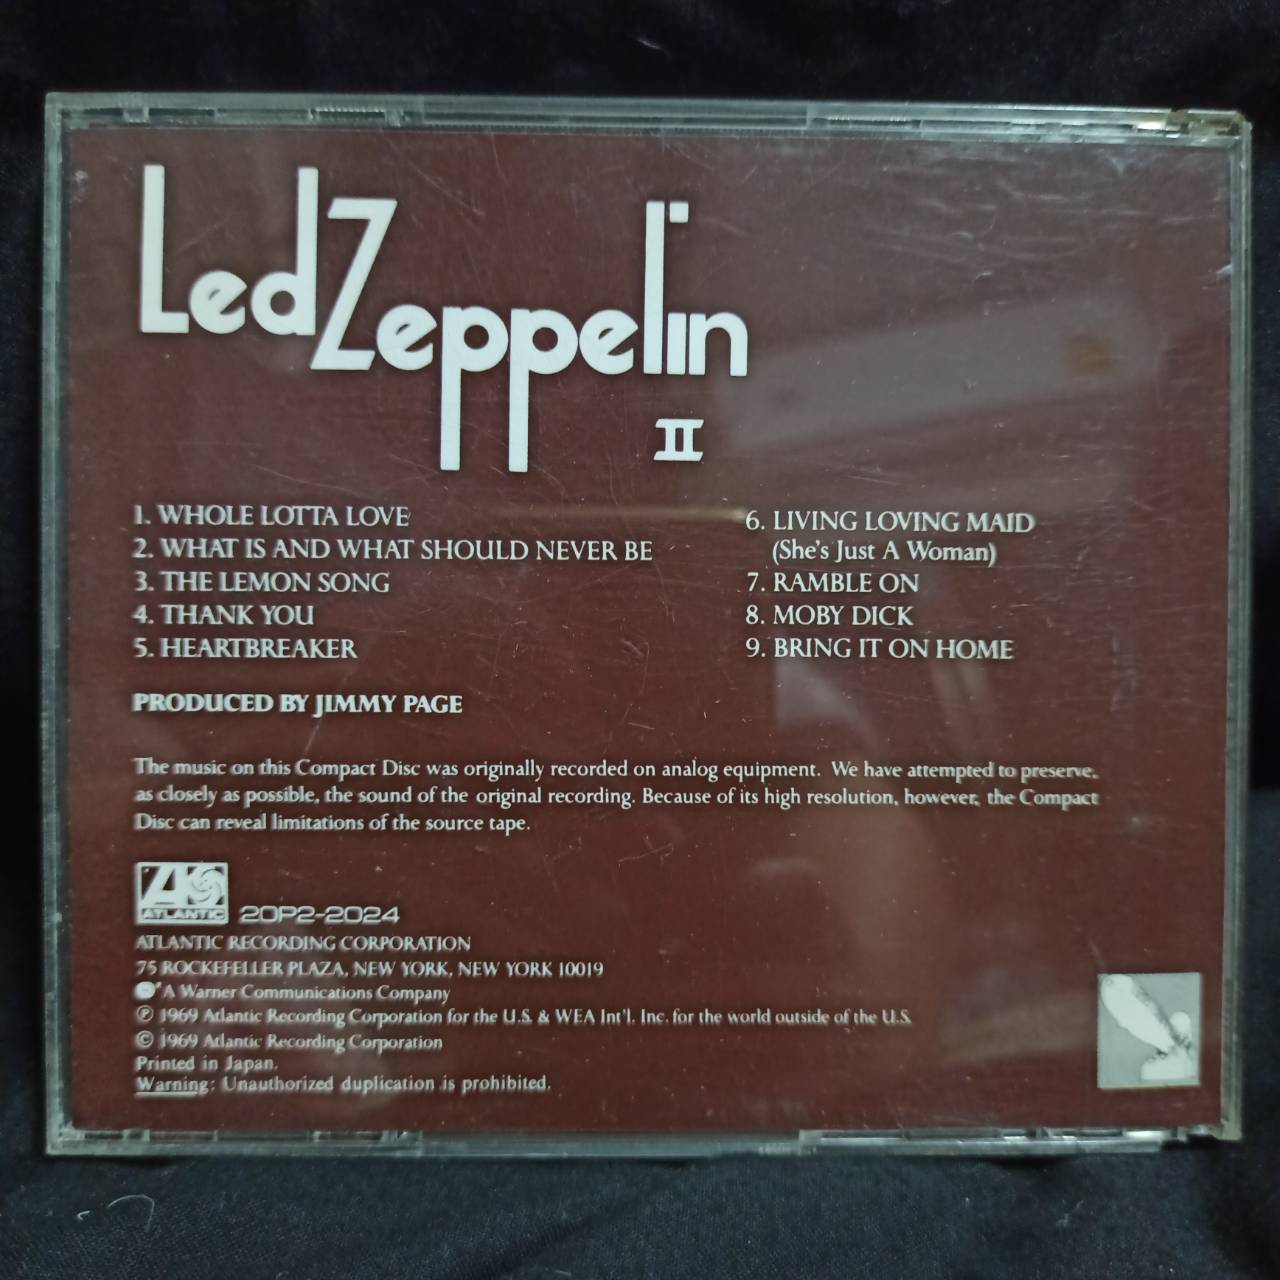 Led Zeppelin
II
1. WHOLE LOTTA LOVE
2. WHAT IS AND WHAT SHOULD NEVER BE
3. THE LEMON SONG
4. THANK YOU
5. HEARTBREAKER
6. LIVING LOVING MAID
(She's Just A Woman)
7. RAMBLE ON
8. MOBY DICK
9. BRING IT ON HOME
PRODUCED BY JIMMY PAGE
The music on this Compact Disc was originally recorded on analog equipment. We have attempted to preserve,
as closely as possible, the sound of the original recording. Because of its high resolution, however, the Compact
Disc can reveal limitations of the source tape.
ATLANTIC
20P2-2024
ATLANTIC RECORDING CORPORATION
75 ROCKEFELLER PLAZA, NEW YORK, NEW YORK 10019
A Warner Communications Company
℗ 1969 Atlantic Recording Corporation for the U.S. & WEA Int'l. Inc. for the world outside of the U.S.
© 1969 Atlantic Recording Corporation
Printed in Japan.
Warning: Unauthorized duplication is prohibited.